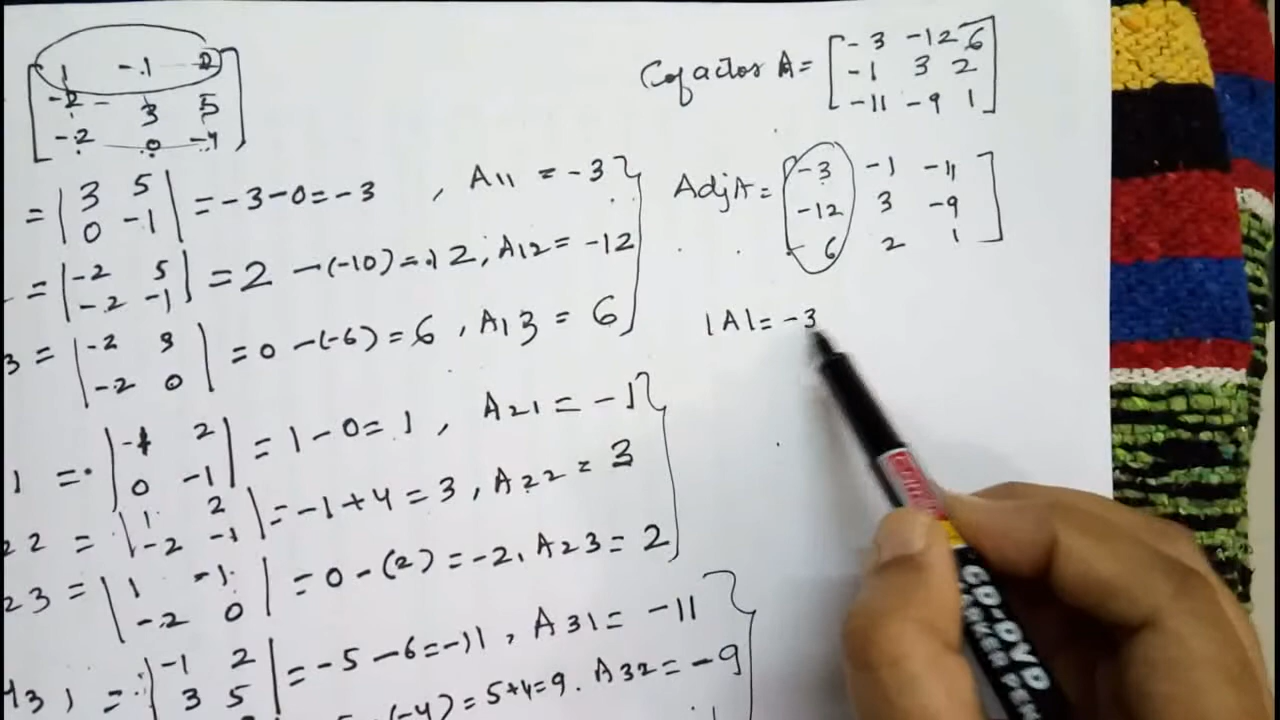 1 -1 2
-2 3 5
-2 0 -1
= | 3 5 | = -3-0=-3 , A11 = -3
0 -1
= | -2 5 | = 2 -(-10)=12, A12 = -12
-2 -1
3 = | -2 3 | = 0 -(-6) = 6 , A13 = 6
-2 0
1 = | -1 2 | = 1-0=1 , A21 = -1
0 -1
22 = | 1 2 | = -1+4=3, A22 = 3
-2 -1
23 = | 1 -1 | = 0-(2) = -2, A23 = 2
-2 0
31 = | -1 2 | = -5-6=-11 , A31 = -11
3 5
(-4) = 5+4=9. A32 = -9
Cofactor A = [ -3 -12 6
-1 3 2
-11 -9 1 ]
AdjA = [ -3 -1 -11
-12 3 -9
6 2 1 ]
|A| = -3
CD-DVD
MARKER PEN